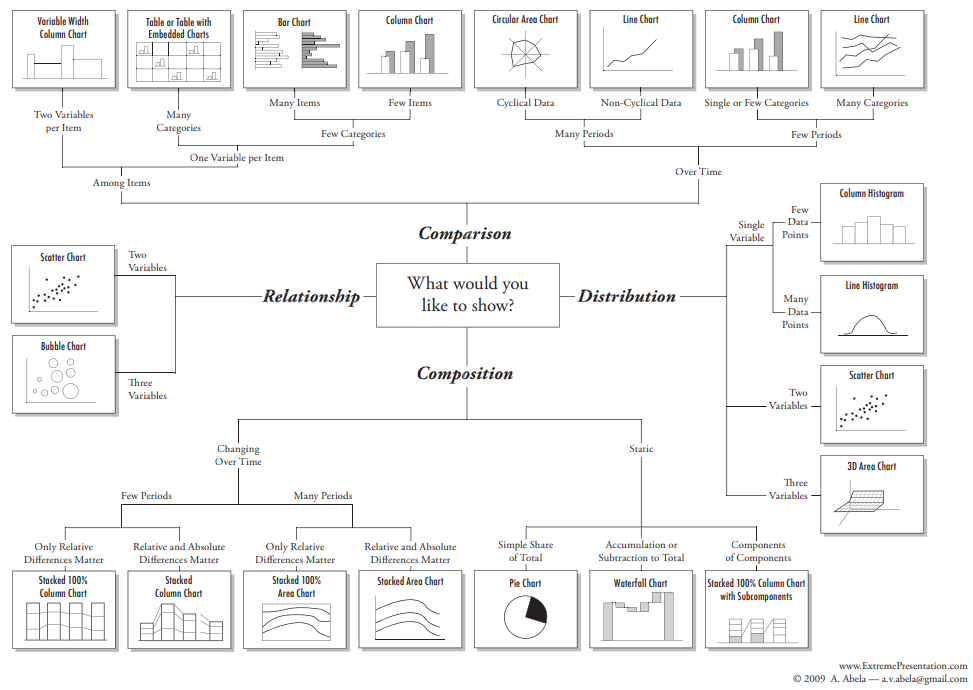 Variable Width
Column Chart
Table or Table with
Embedded Charts
Bar Chart
Column Chart
Circular Area Chart
Line Chart
Column Chart
Line Chart
Two Variables
per Item
Many
Categories
Many Items
Few Items
Cyclical Data
Non-Cyclical Data
Single or Few Categories
Many Categories
Few Categories
Many Periods
Few Periods
One Variable per Item
Among Items
Over Time
Comparison
What would you
like to show?
Relationship
Two
Variables
Scatter Chart
Three
Variables
Bubble Chart
Distribution
Single
Variable
Few
Data
Points
Column Histogram
Many
Data
Points
Line Histogram
Two
Variables
Scatter Chart
Three
Variables
3D Area Chart
Composition
Changing
Over Time
Static
Few Periods
Many Periods
Only Relative
Differences Matter
Relative and Absolute
Differences Matter
Only Relative
Differences Matter
Relative and Absolute
Differences Matter
Simple Share
of Total
Accumulation or
Subtraction to Total
Components
of Components
Stacked 100%
Column Chart
Stacked
Column Chart
Stacked 100%
Area Chart
Stacked Area Chart
Pie Chart
Waterfall Chart
Stacked 100% Column Chart
with Subcomponents
www.ExtremePresentation.com
© 2009 A. Abela — a.v.abela@gmail.com